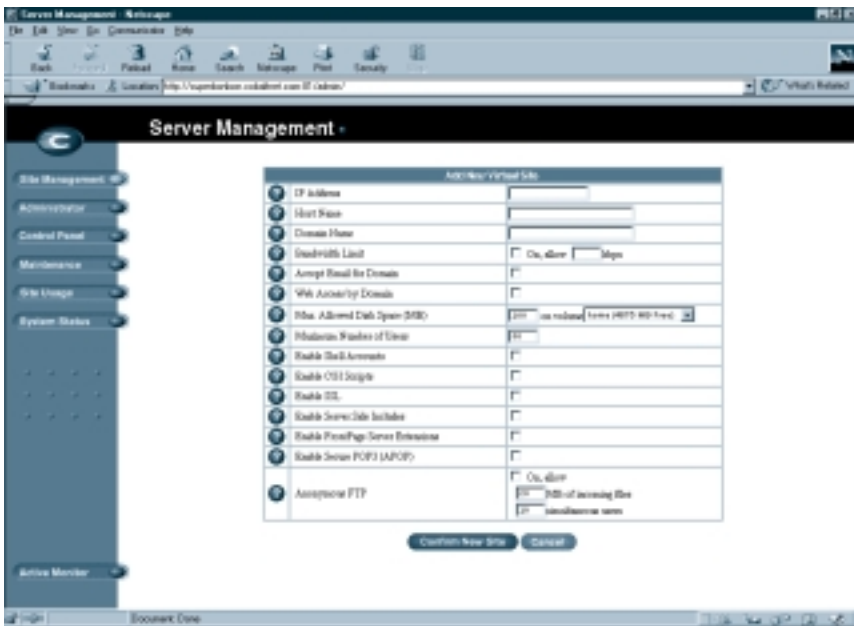 Server Management - Netscape
File Edit View Go Communicator Help
Back Reload Home Search Netscape Print Security
Bookmarks Location:
What's Related
C
Server Management
Site Management
Administrator
Control Panel
Maintenance
Site Usage
System Status
Active Monitor
Add New Virtual Site
IP Address
Host Name
Domain Name
Bandwidth Limit On, allow kbps
Accept Email for Domain
Web Access by Domain
Max. Allowed Disk Space (MB) on volume
Maximum Number of Users
Enable Shell Accounts
Enable CGI Scripts
Enable SSL
Enable Server Side Includes
Enable FrontPage Server Extensions
Enable Secure POP3 (APOP)
Anonymous FTP On, allow
MB of incoming files
simultaneous users
Confirm New Site Cancel
Document: Done